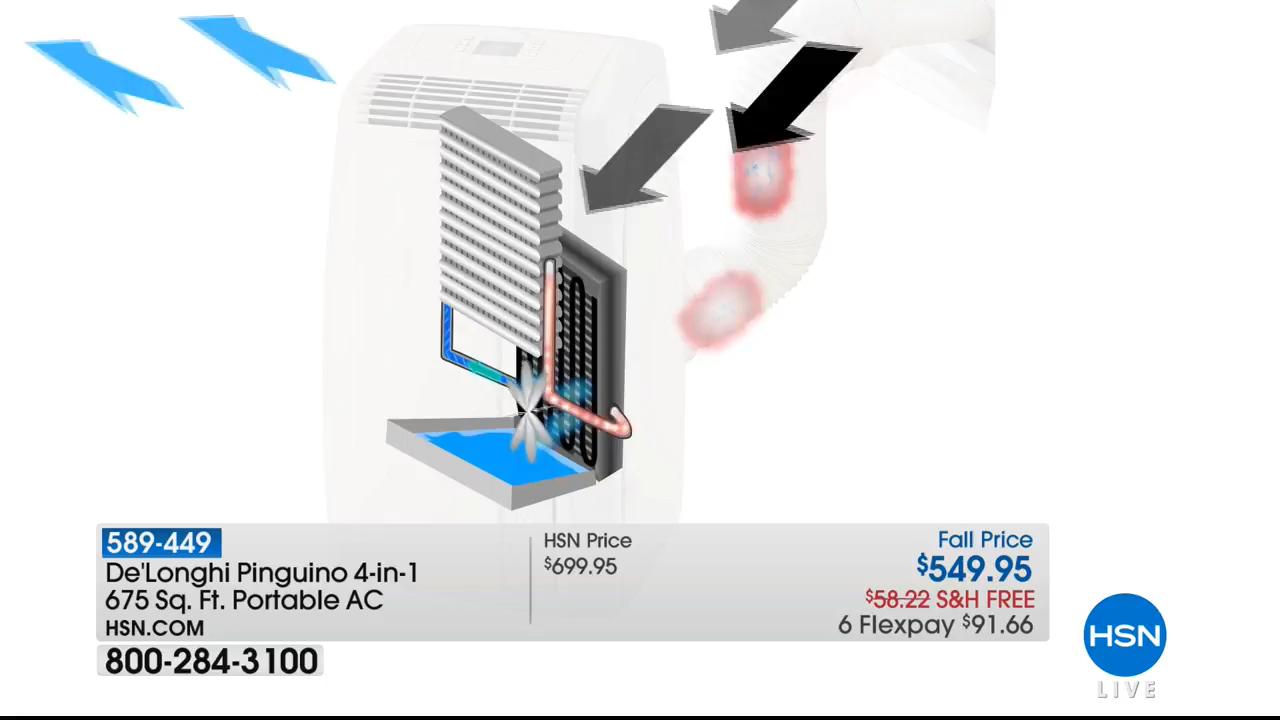 589-449
De'Longhi Pinguino 4-in-1
675 Sq. Ft. Portable AC
HSN.COM
800-284-3100
HSN Price
$699.95
Fall Price
$549.95
$58.22 S&H FREE
6 Flexpay $91.66
HSN
LIVE